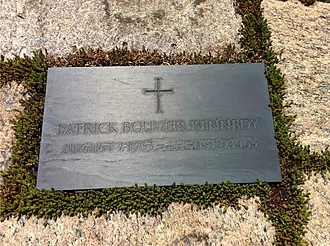 PATRICK BOUVIER KENNEDY
AUGUST 7 1963 – AUGUST 9 1963